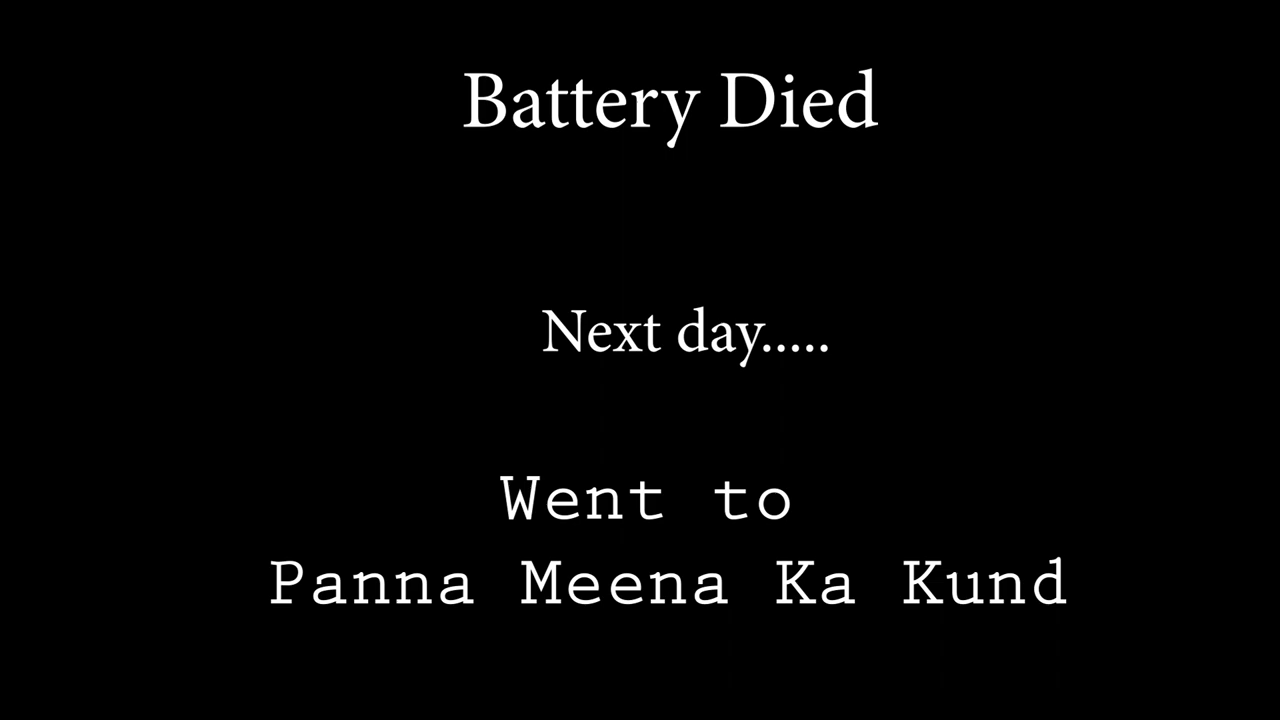 Battery Died
Next day.....
Went to
Panna Meena Ka Kund